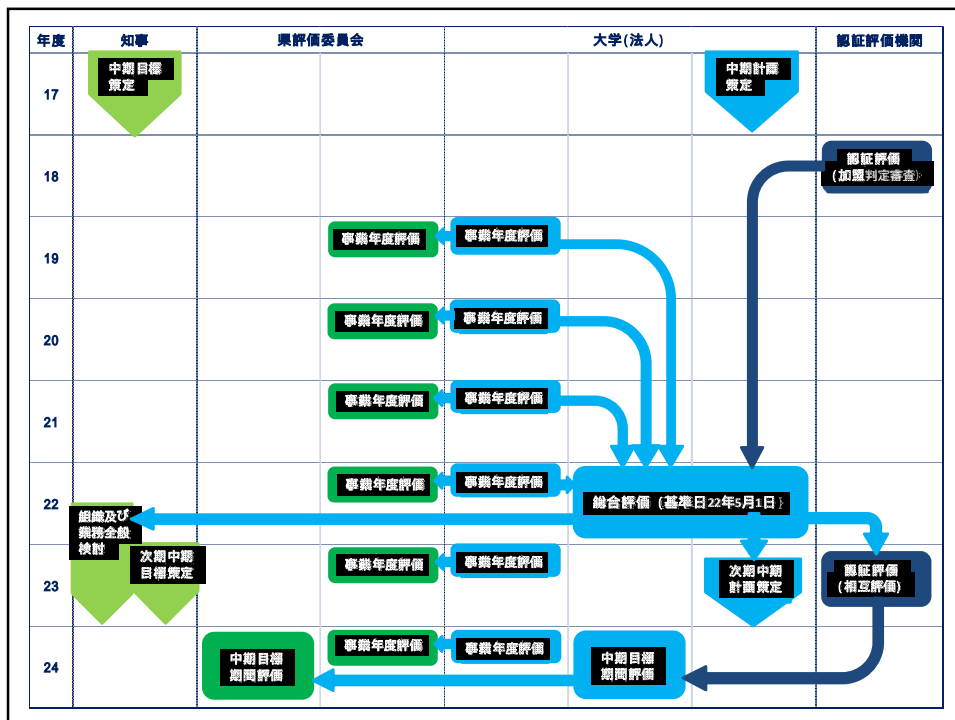 年度 知事 県評価委員会 大学(法人) 認証評価機関
17
中期目標
策定
中期計画
策定
18
認証評価
(加盟判定審査)
19
事業年度評価
事業年度評価
20
事業年度評価
事業年度評価
21
事業年度評価
事業年度評価
22
事業年度評価
事業年度評価
総合評価（基準日22年5月1日）
組織及び
業務全般
検討
次期中期
目標策定
23
事業年度評価
事業年度評価
次期中期
計画策定
認証評価
(相互評価)
24
中期目標
期間評価
事業年度評価
事業年度評価
中期目標
期間評価